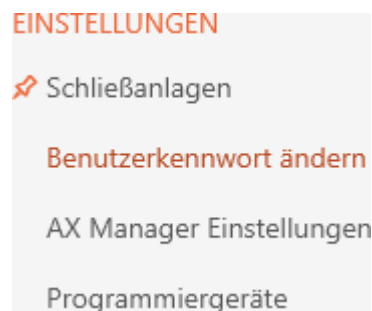 EINSTELLUNGEN
Schließanlagen
Benutzerkennwort ändern
AX Manager Einstellungen
Programmiergeräte